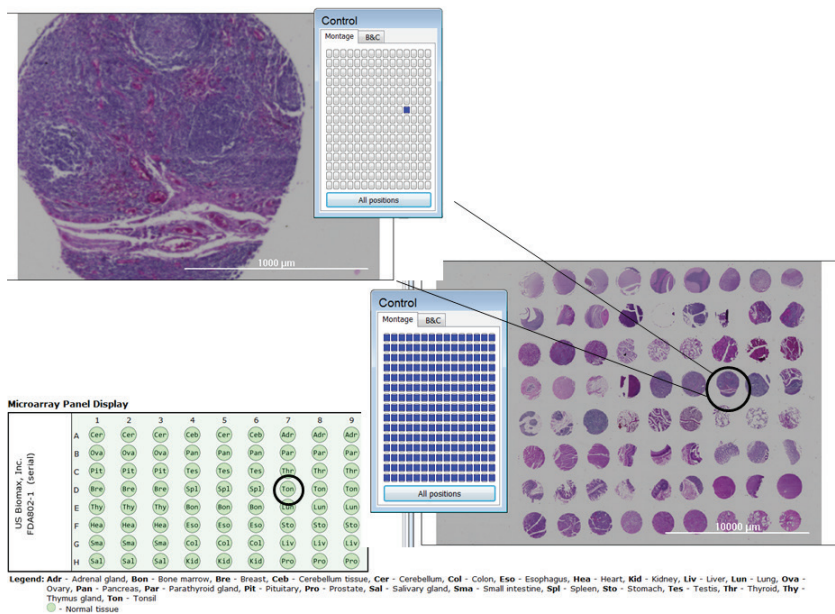 Control
Montage B&C
All positions
1000 µm
Control
Montage B&C
All positions
10000 µm
Microarray Panel Display
US Biomax, Inc.
FDA802-1 (serial)
1 2 3 4 5 6 7 8 9
A Cer Cer Cer Ceb Cer Ceb Adr Adr Adr
B Ova Ova Ova Pan Pan Pan Par Par Par
C Pit Pit Pit Tes Tes Tes Thr Thr Thr
D Bre Bre Bre Spl Spl Spl Ton Ton Ton
E Thy Thy Thy Bon Bon Bon Lun Lun Lun
F Hea Hea Hea Eso Eso Eso Sto Sto Sto
G Sma Sma Sma Col Col Col Liv Liv Liv
H Sal Sal Sal Kid Kid Kid Pro Pro Pro
Legend: Adr - Adrenal gland, Bon - Bone marrow, Bre - Breast, Ceb - Cerebellum tissue, Cer - Cerebellum, Col - Colon, Eso - Esophagus, Hea - Heart, Kid - Kidney, Liv - Liver, Lun - Lung, Ova -
Ovary, Pan - Pancreas, Par - Parathyroid gland, Pit - Pituitary, Pro - Prostate, Sal - Salivary gland, Sma - Small intestine, Spl - Spleen, Sto - Stomach, Tes - Testis, Thr - Thyroid, Thy -
Thymus gland, Ton - Tonsil
- Normal tissue